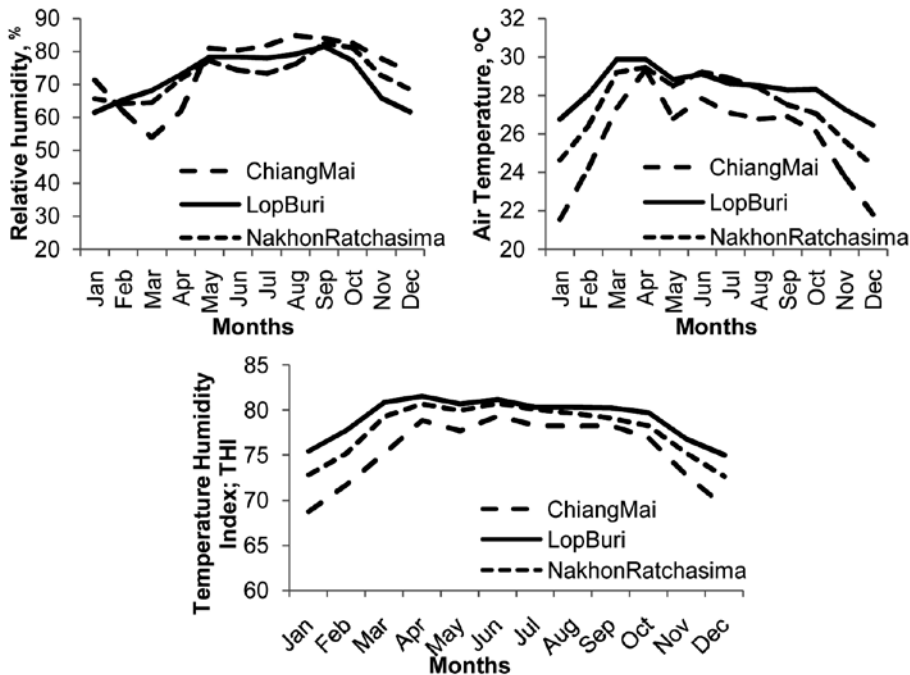 Relative humidity, %
90
80
70
60
50
40
30
20
ChiangMai
LopBuri
NakhonRatchasima
Jan
Feb
Mar
Apr
May
Jun
Jul
Aug
Sep
Oct
Nov
Dec
Months
Air Temperature, ºC
32
30
28
26
24
22
20
ChiangMai
LopBuri
NakhonRatchasima
Jan
Feb
Mar
Apr
May
Jun
Jul
Aug
Sep
Oct
Nov
Dec
Months
Temperature Humidity
Index; THI
85
80
75
70
65
60
ChiangMai
LopBuri
NakhonRatchasima
Jan
Feb
Mar
Apr
May
Jun
Jul
Aug
Sep
Oct
Nov
Dec
Months